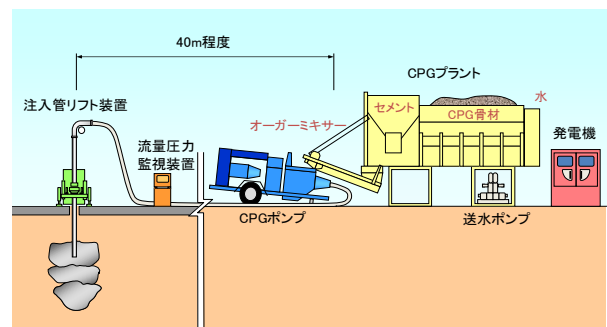 40m程度
CPGプラント
水
注入管リフト装置
セメント
CPG骨材
オーガーミキサー
発電機
流量圧力
監視装置
CPGポンプ
送水ポンプ